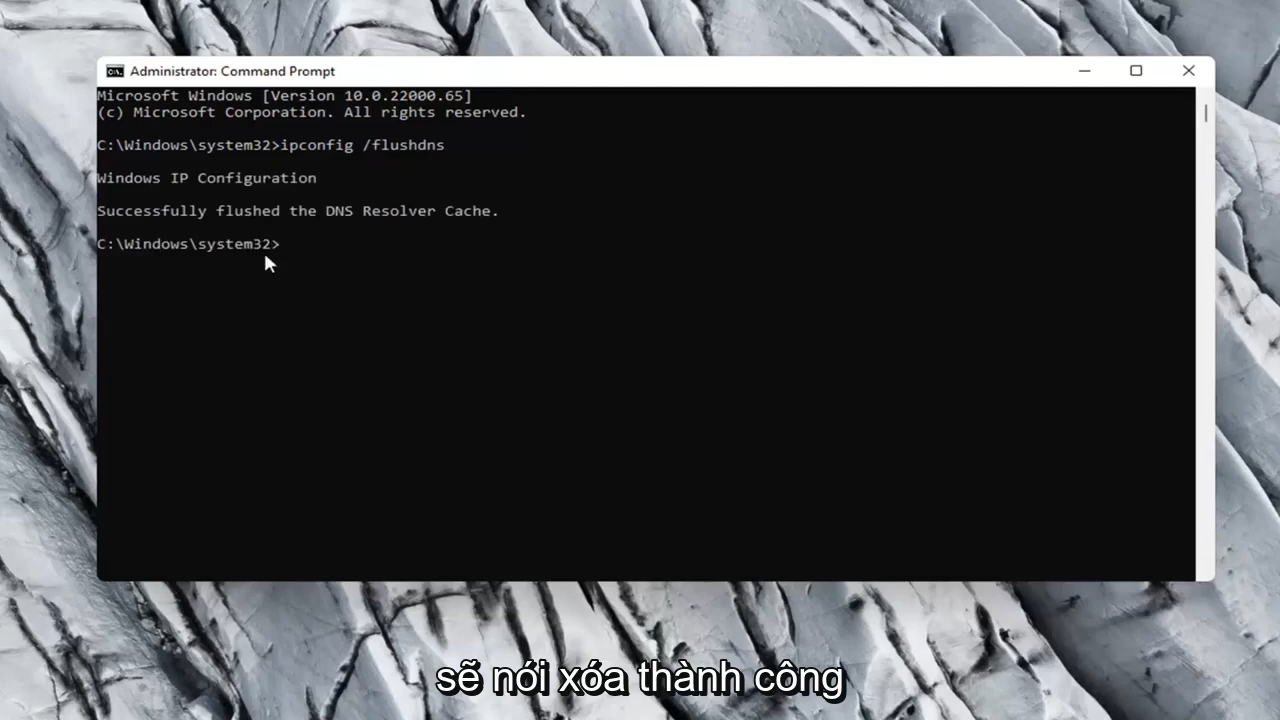 Administrator: Command Prompt
Microsoft Windows [Version 10.0.22000.65]
(c) Microsoft Corporation. All rights reserved.
C:\Windows\system32>ipconfig /flushdns
Windows IP Configuration
Successfully flushed the DNS Resolver Cache.
C:\Windows\system32>
sẽ nói xóa thành công